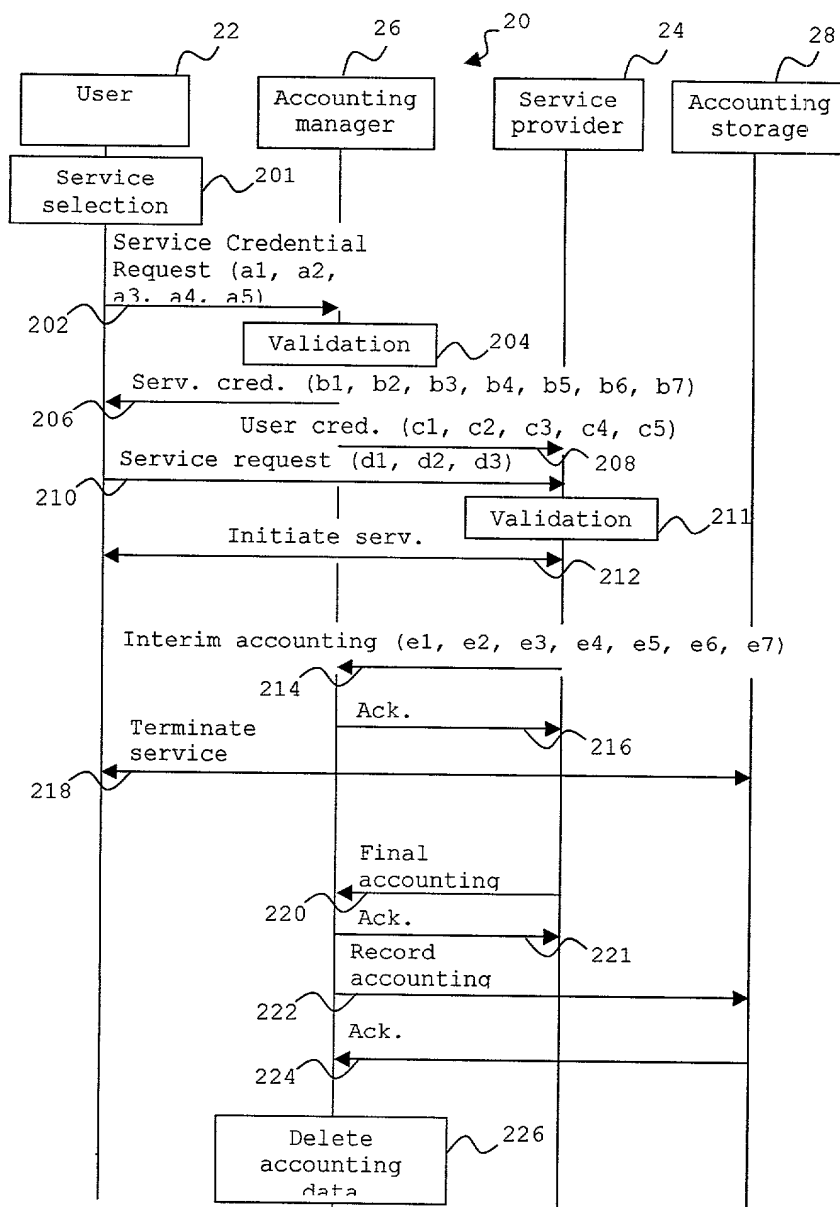 22
26
20
24
28
User
Accounting
manager
Service
provider
Accounting
storage
Service
selection
201
Service Credential
Request (a1, a2,
a3, a4, a5)
202
Validation
204
Serv. cred. (b1, b2, b3, b4, b5, b6, b7)
206
User cred. (c1, c2, c3, c4, c5)
208
Service request (d1, d2, d3)
210
Validation
211
Initiate serv.
212
Interim accounting (e1, e2, e3, e4, e5, e6, e7)
214
Ack.
216
Terminate
service
218
Final
accounting
220
Ack.
221
Record
accounting
222
Ack.
224
Delete
accounting
data
226